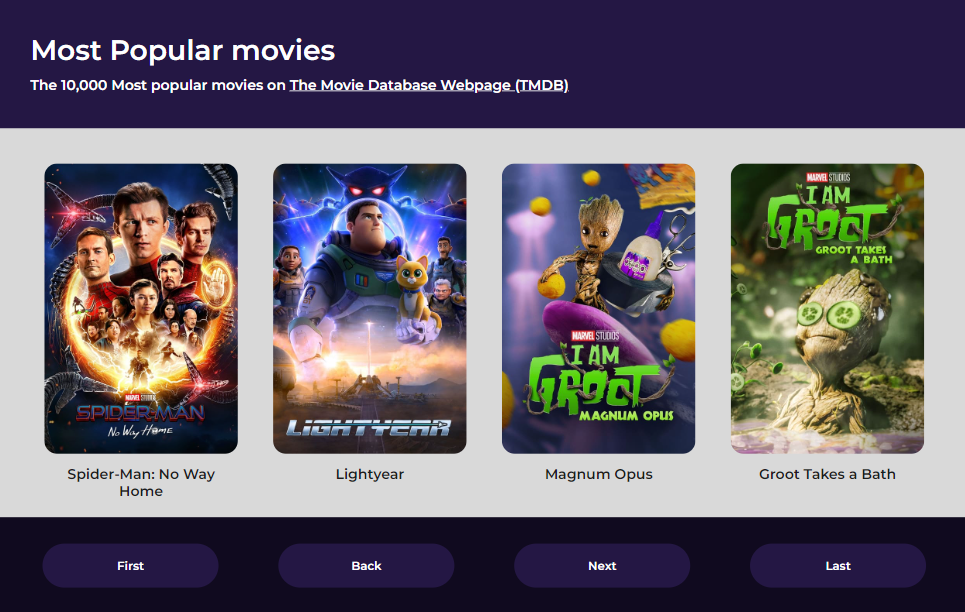 Most Popular movies
The 10,000 Most popular movies on The Movie Database Webpage (TMDB)
MARVEL STUDIOS
SPIDER-MAN
No Way Home
LIGHTYEAR
MARVEL STUDIOS
I AM
GROOT
MAGNUM OPUS
MARVEL STUDIOS
I AM
GROOT
GROOT TAKES
A BATH
Spider-Man: No Way
Home
Lightyear
Magnum Opus
Groot Takes a Bath
First
Back
Next
Last